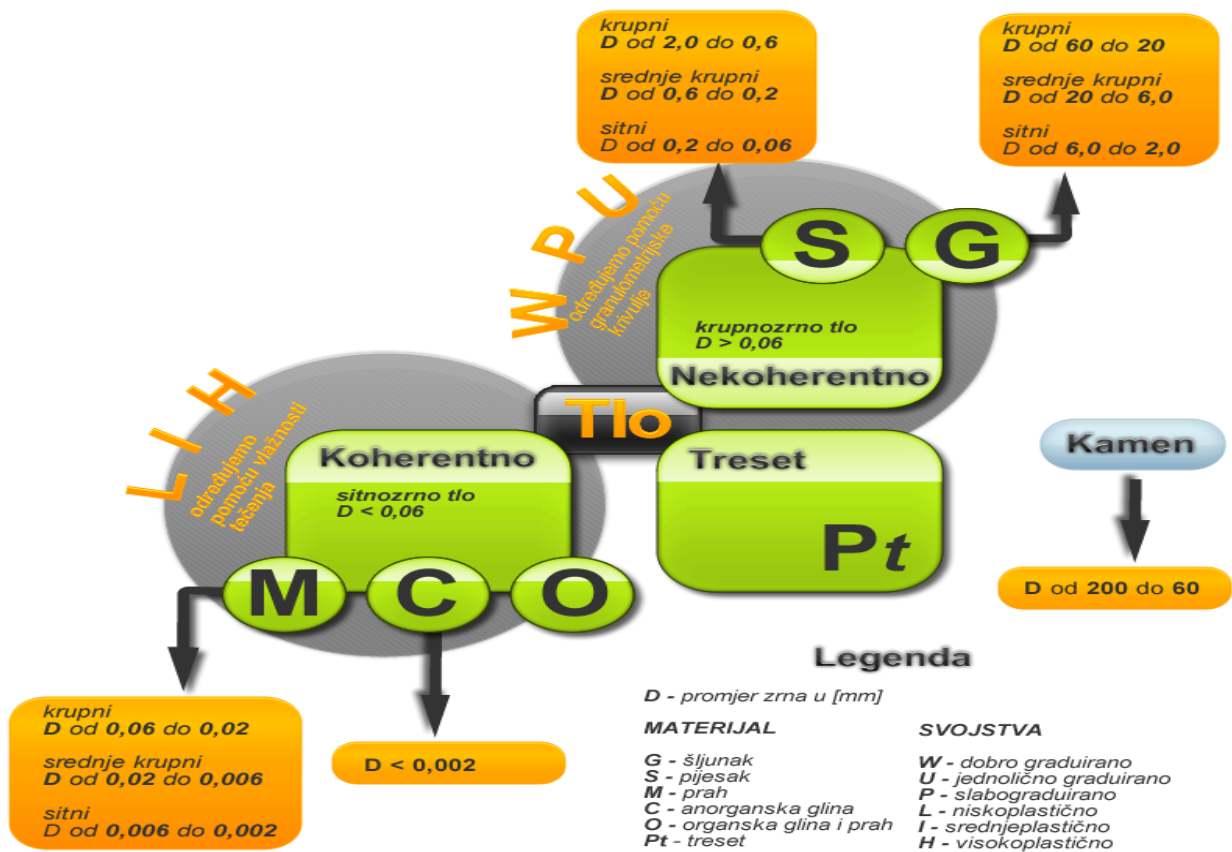 krupni
D od 2,0 do 0,6
srednje krupni
D od 0,6 do 0,2
sitni
D od 0,2 do 0,06
krupni
D od 60 do 20
srednje krupni
D od 20 do 6,0
sitni
D od 6,0 do 2,0
W P U
određujemo pomoću
granulometrijske
krivulje
S
G
krupnozrno tlo
D > 0,06
Nekoherentno
L I H
određujemo
pomoću vlažnosti
tečenja
Tlo
Koherentno
sitnozrno tlo
D < 0,06
M
C
O
Treset
Pt
Kamen
D od 200 do 60
krupni
D od 0,06 do 0,02
srednje krupni
D od 0,02 do 0,006
sitni
D od 0,006 do 0,002
D < 0,002
Legenda
D - promjer zrna u [mm]
MATERIJAL
G - šljunak
S - pijesak
M - prah
C - anorganska glina
O - organska glina i prah
Pt - treset
SVOJSTVA
W - dobro graduirano
U - jednolično graduirano
P - slabograduirano
L - niskoplastično
I - srednjeplastično
H - visokoplastično